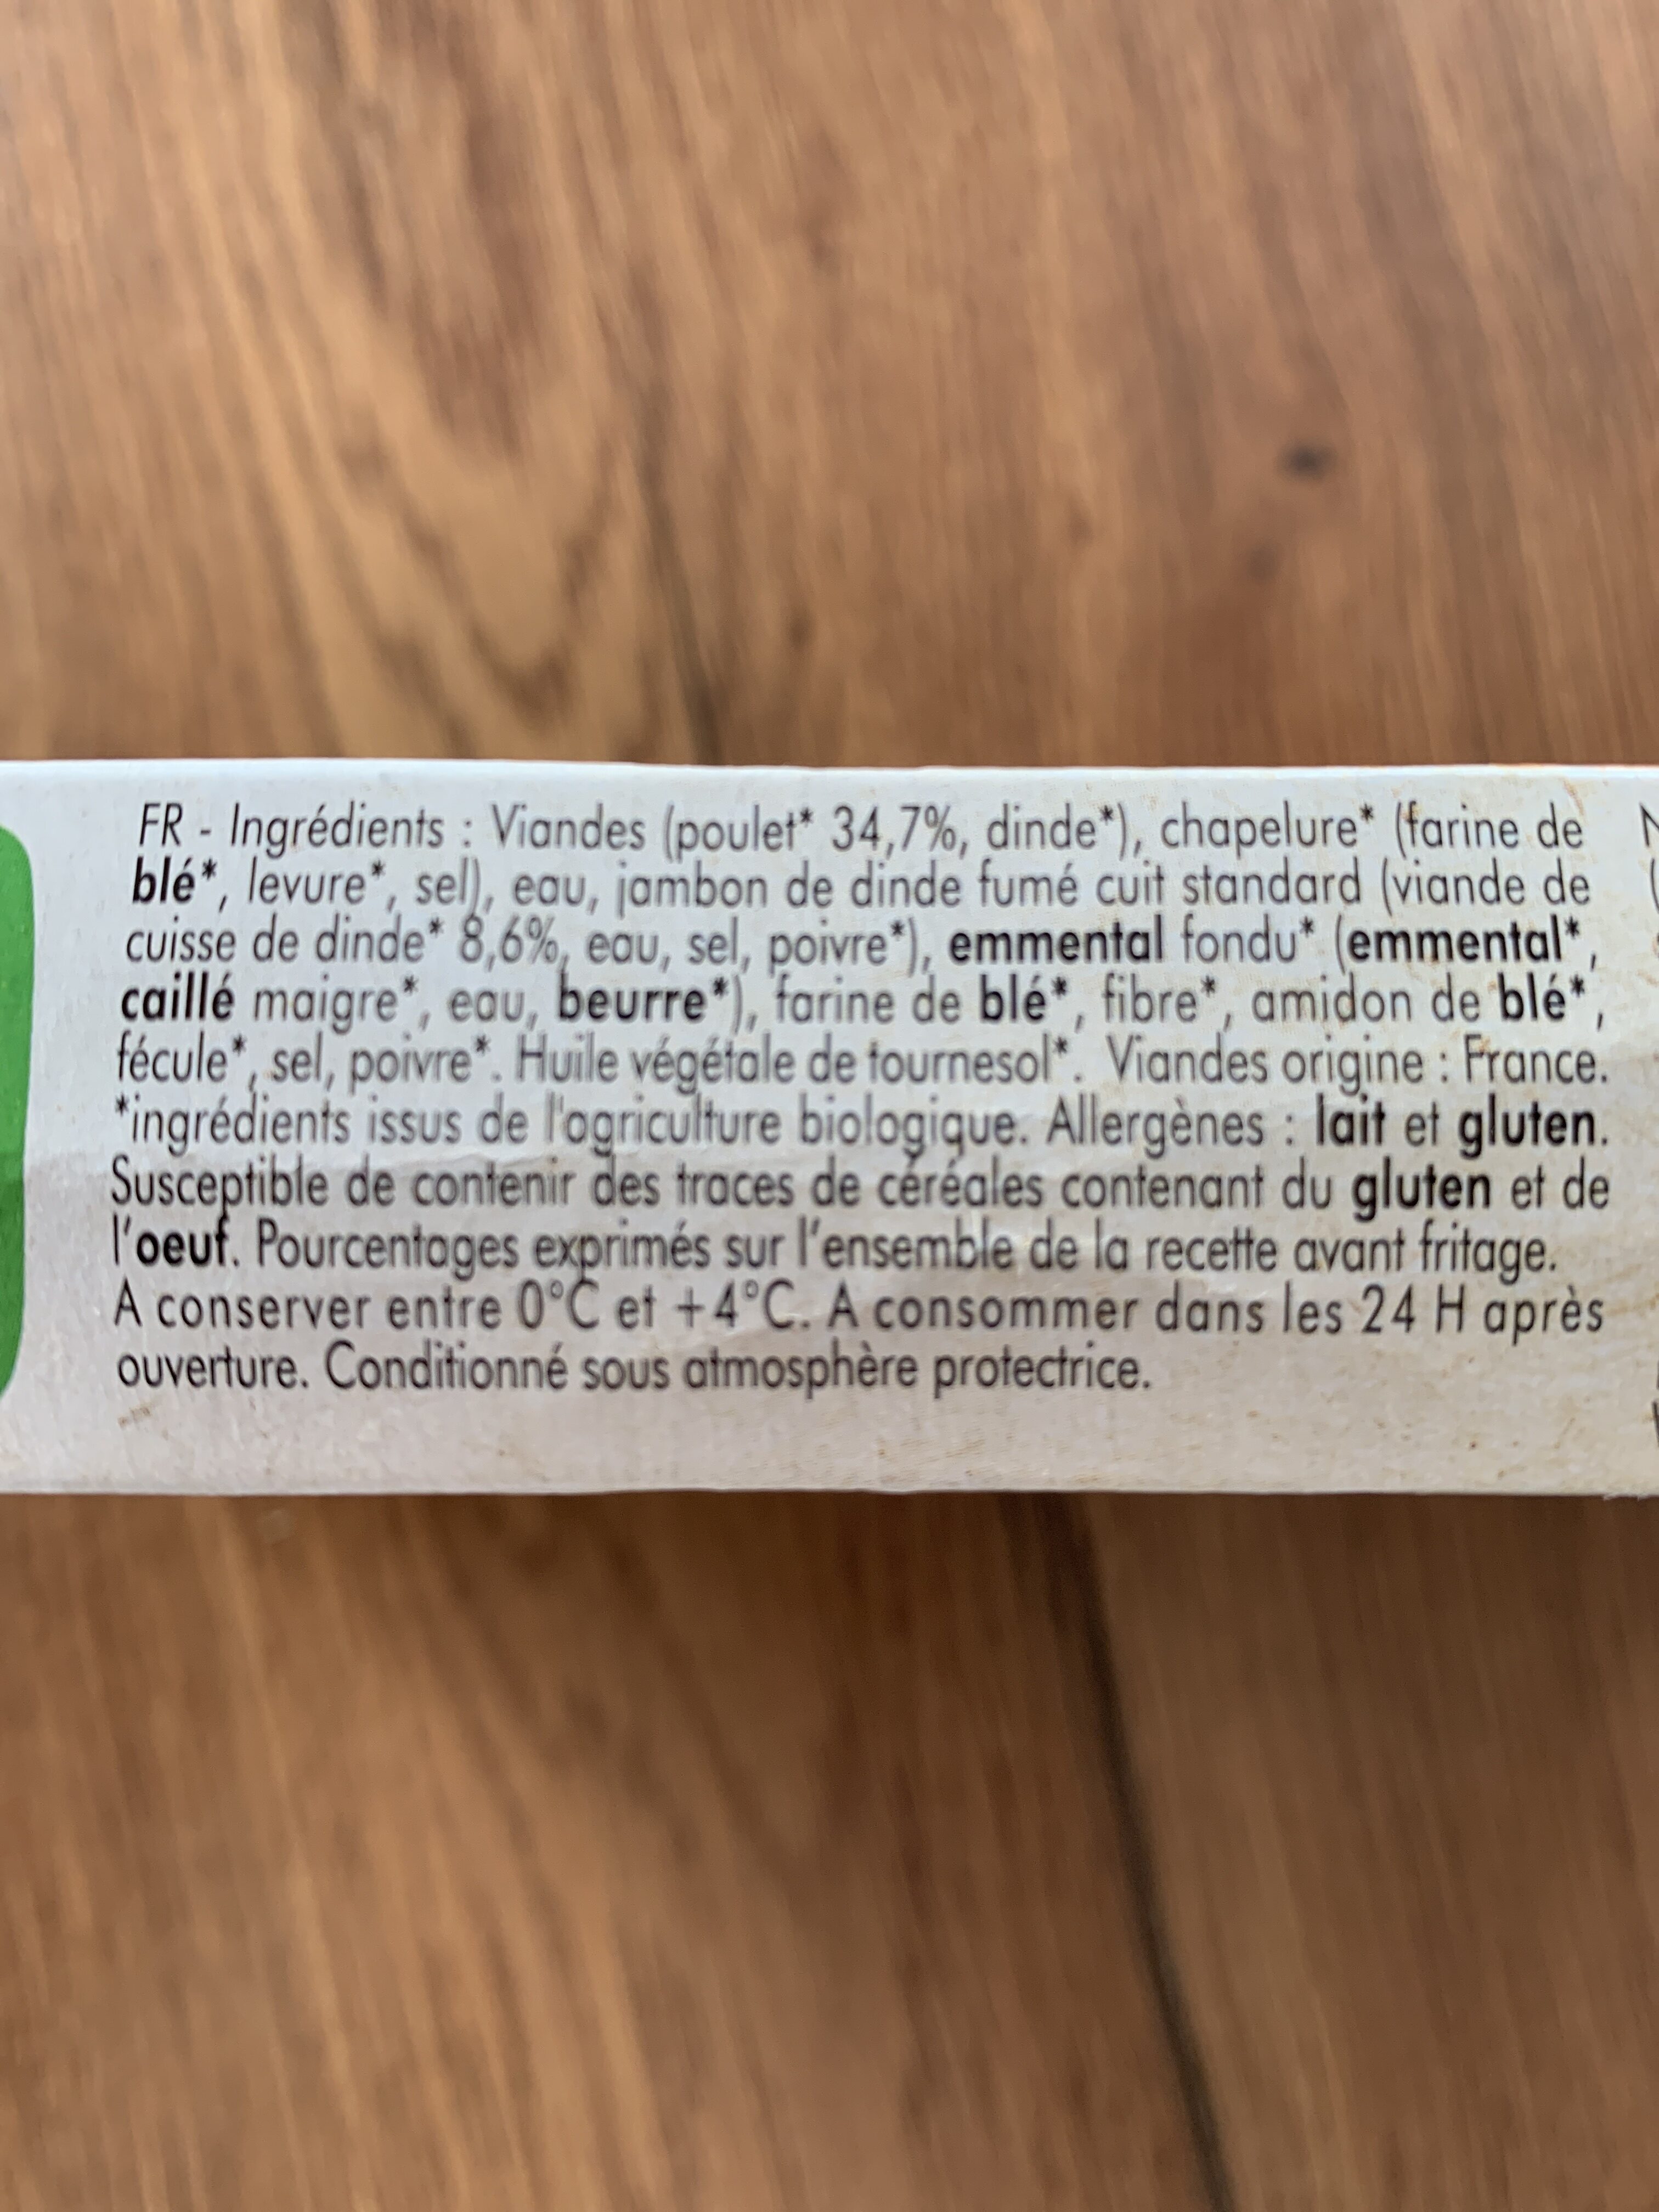 FR - Ingrédients : Viandes (poulet* 34,7%, dinde*), chapelure* (farine de
blé*, levure*, sel), eau, jambon de dinde fumé cuit standard (viande de
cuisse de dinde* 8,6%, eau, sel, poivre*), emmental fondu* (emmental*,
caillé maigre*, eau, beurre*), farine de blé*, fibre*, amidon de blé*,
fécule*, sel, poivre*. Huile végétale de tournesol*. Viandes origine : France.
*ingrédients issus de l'agriculture biologique. Allergènes : lait et gluten.
Susceptible de contenir des traces de céréales contenant du gluten et de
l'oeuf. Pourcentages exprimés sur l'ensemble de la recette avant fritage.
A conserver entre 0°C et +4°C. A consommer dans les 24 H après
ouverture. Conditionné sous atmosphère protectrice.